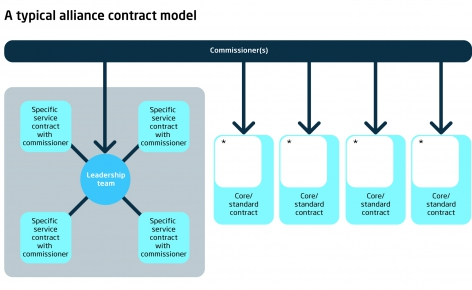 A typical alliance contract model
Commissioner(s)
Specific
service
contract
with
commissioner
Specific
service
contract
with
commissioner
Leadership
team
Specific
service
contract
with
commissioner
Specific
service
contract
with
commissioner
*
Core/
standard
contract
*
Core/
standard
contract
*
Core/
standard
contract
*
Core/
standard
contract